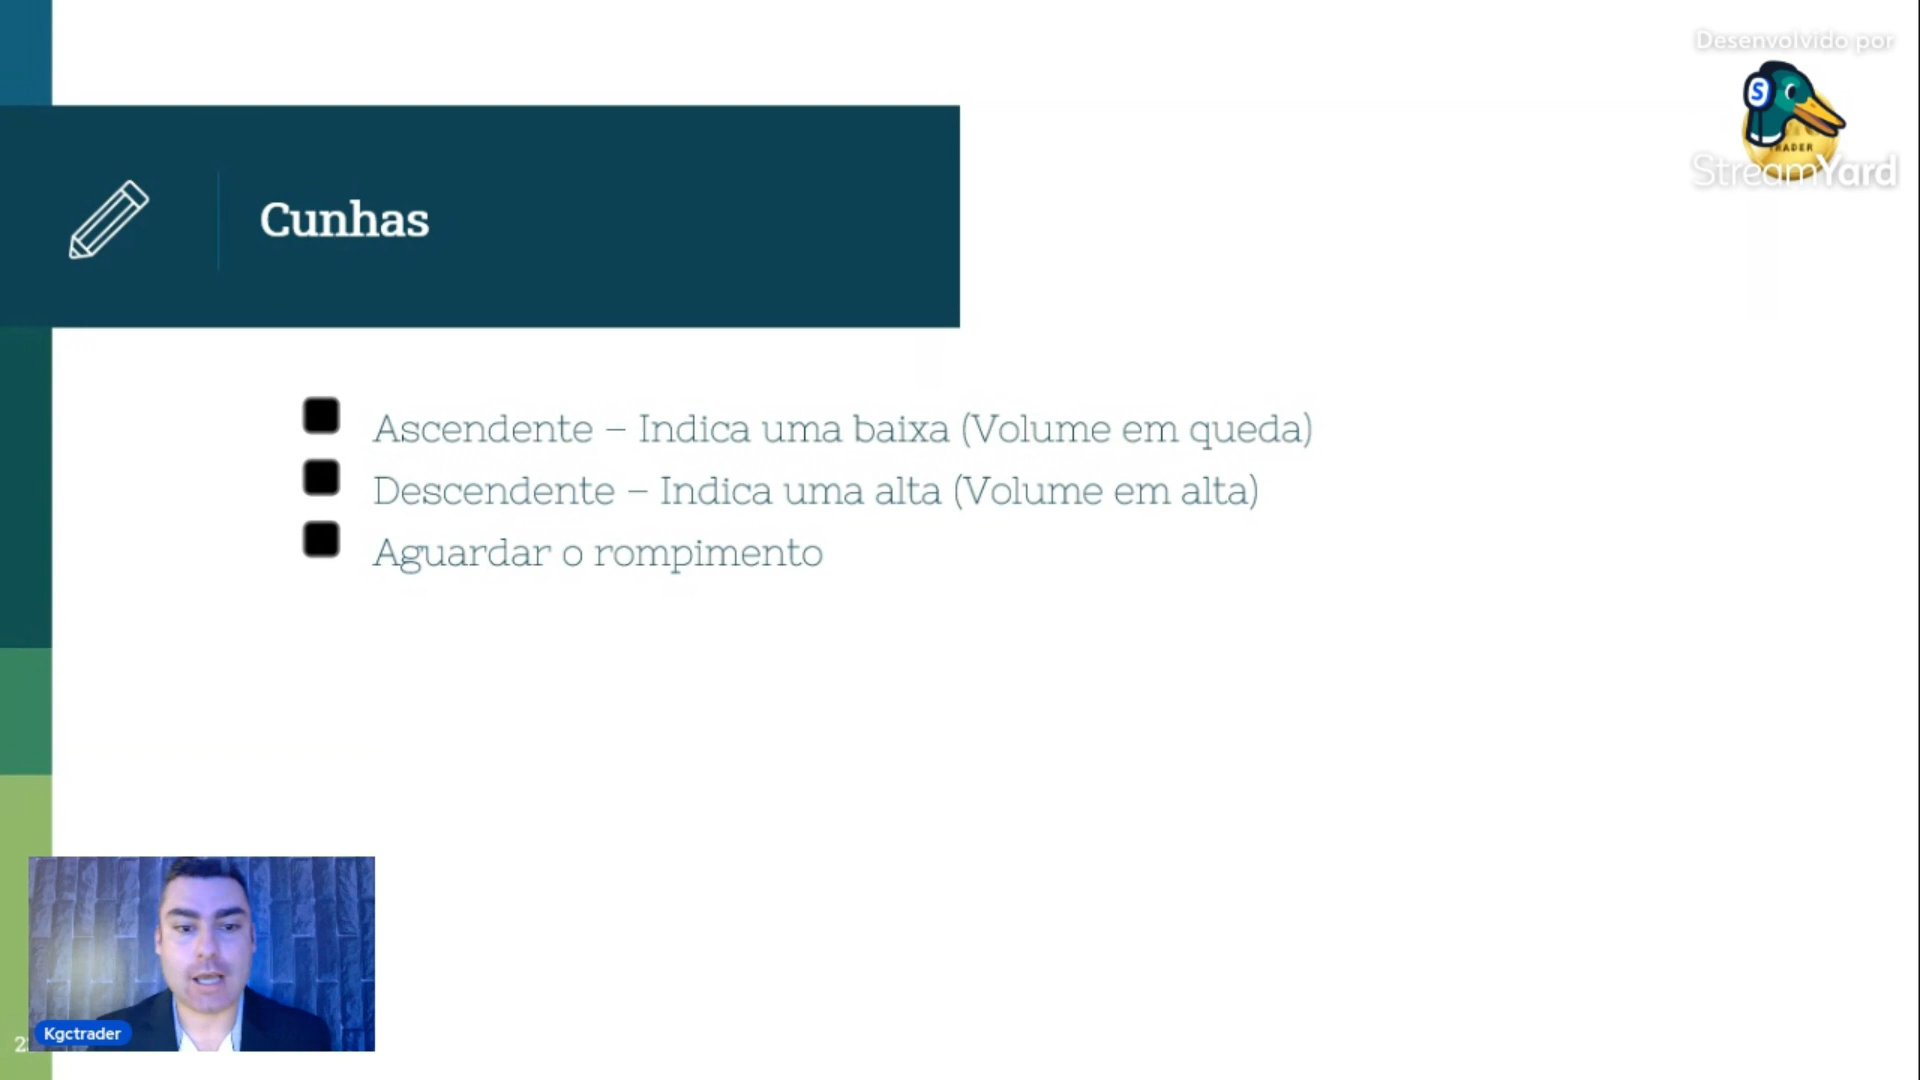 Desenvolvido por
S
TRADER
StreamYard
Cunhas
Ascendente – Indica uma baixa (Volume em queda)
Descendente – Indica uma alta (Volume em alta)
Aguardar o rompimento
Kgctrader